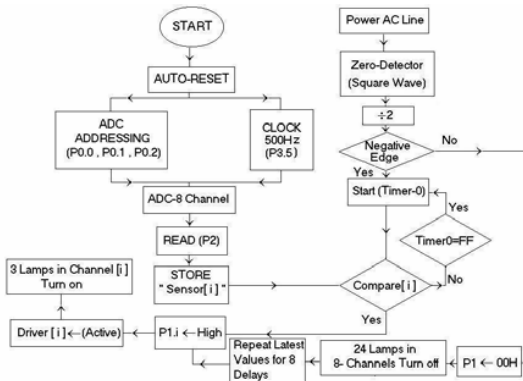 START
AUTO-RESET
ADC
ADDRESSING
(P0.0 , P0.1 , P0.2)
CLOCK
500Hz
(P3.5)
ADC-8 Channel
READ (P2)
STORE
" Sensor[ i ] "
Power AC Line
Zero-Detector
(Square Wave)
÷2
Negative
Edge
No
Yes
Start (Timer-0)
Yes
Timer0=FF
No
Compare[ i ]
Yes
3 Lamps in Channel [ i ]
Turn on
Driver [ i ]←(Active)
P1.i ← High
Repeat Latest
Values for 8
Delays
24 Lamps in
8- Channels Turn off
P1 ← 00H